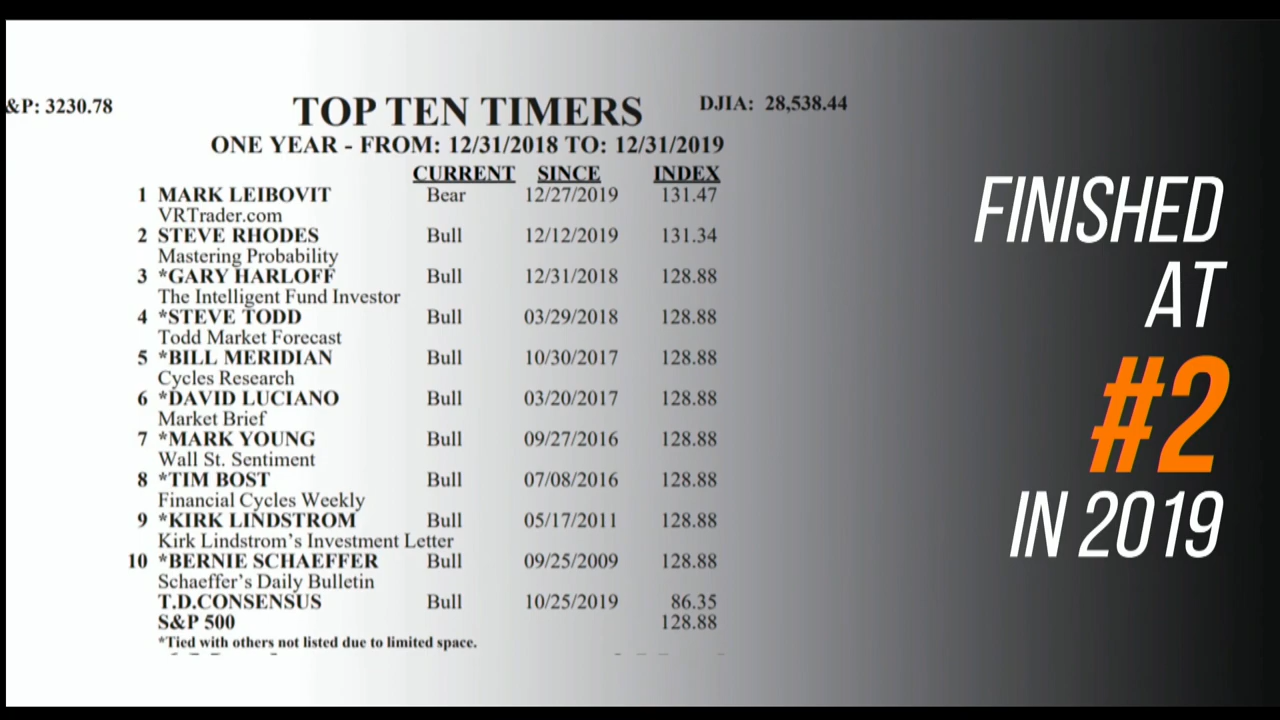 &P: 3230.78
TOP TEN TIMERS
DJIA: 28,538.44
ONE YEAR - FROM: 12/31/2018 TO: 12/31/2019
CURRENT SINCE INDEX
1 MARK LEIBOVIT Bear 12/27/2019 131.47
VRTrader.com
2 STEVE RHODES Bull 12/12/2019 131.34
Mastering Probability
3 *GARY HARLOFF Bull 12/31/2018 128.88
The Intelligent Fund Investor
4 *STEVE TODD Bull 03/29/2018 128.88
Todd Market Forecast
5 *BILL MERIDIAN Bull 10/30/2017 128.88
Cycles Research
6 *DAVID LUCIANO Bull 03/20/2017 128.88
Market Brief
7 *MARK YOUNG Bull 09/27/2016 128.88
Wall St. Sentiment
8 *TIM BOST Bull 07/08/2016 128.88
Financial Cycles Weekly
9 *KIRK LINDSTROM Bull 05/17/2011 128.88
Kirk Lindstrom's Investment Letter
10 *BERNIE SCHAEFFER Bull 09/25/2009 128.88
Schaeffer's Daily Bulletin
T.D.CONSENSUS Bull 10/25/2019 86.35
S&P 500 128.88
*Tied with others not listed due to limited space.
FINISHED
AT
#2
IN 2019